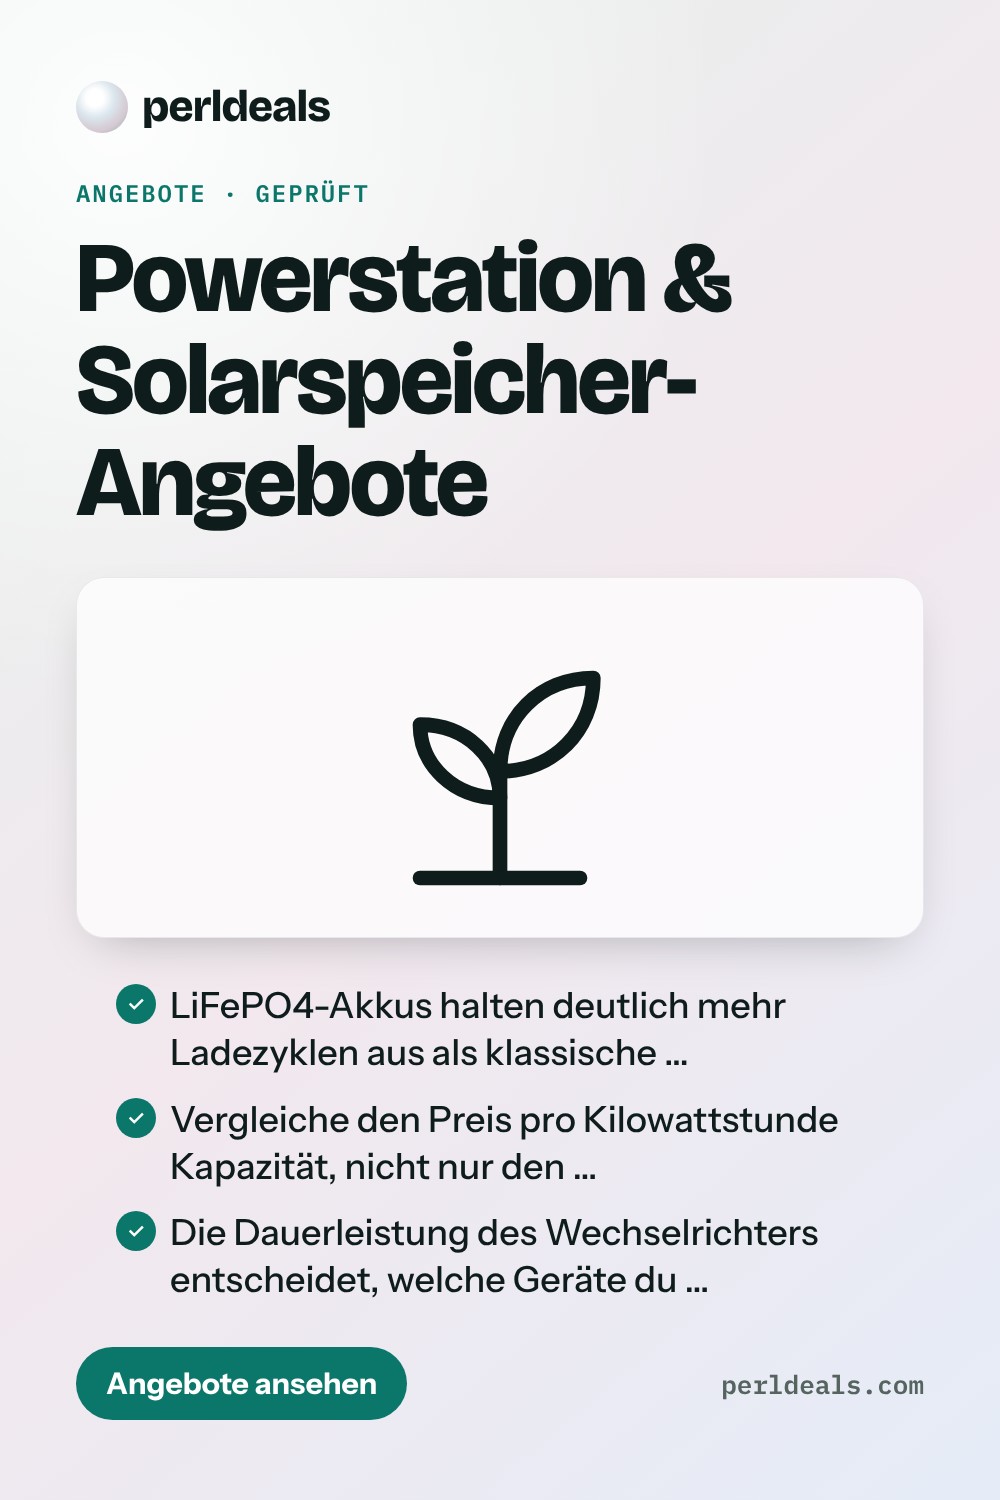 perldeals
ANGEBOTE · GEPRÜFT
Powerstation &
Solarspeicher-
Angebote
LiFePO4-Akkus halten deutlich mehr
Ladezyklen aus als klassische ...
Vergleiche den Preis pro Kilowattstunde
Kapazität, nicht nur den ...
Die Dauerleistung des Wechselrichters
entscheidet, welche Geräte du ...
Angebote ansehen
perldeals.com